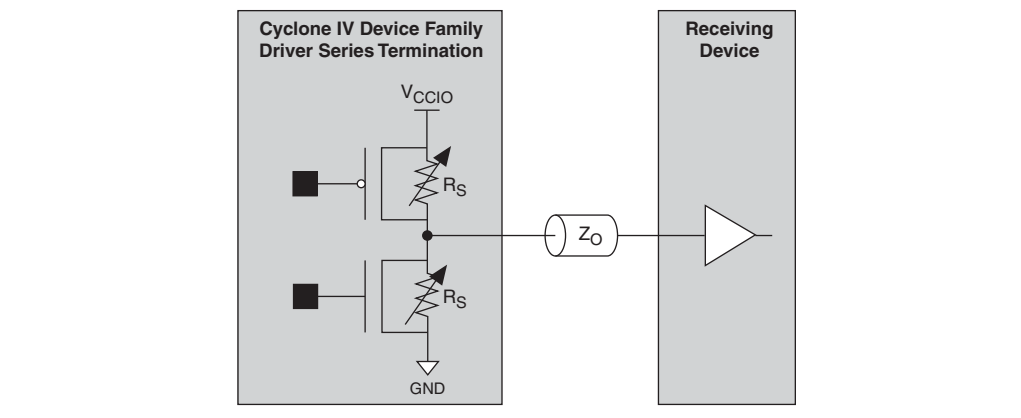 Cyclone IV Device Family
Driver Series Termination
Receiving
Device
VCCIO
RS
ZO
RS
GND